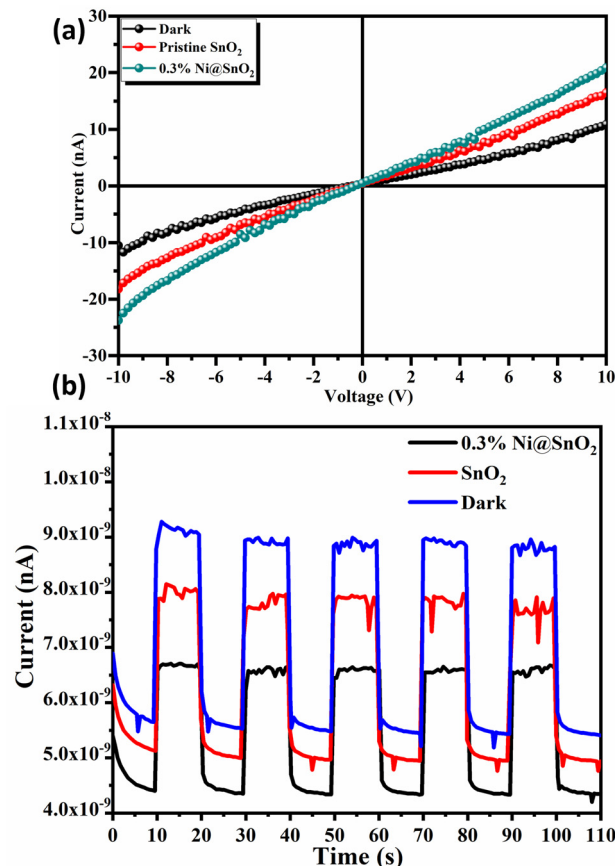 (a)
Dark
Pristine SnO₂
0.3% Ni@SnO₂
Current (nA)
30
20
10
0
-10
-20
-30
-10 -8 -6 -4 -2 0 2 4 6 8 10
Voltage (V)
(b)
0.3% Ni@SnO₂
SnO₂
Dark
Current (nA)
1.1x10⁻⁸
1.0x10⁻⁸
9.0x10⁻⁹
8.0x10⁻⁹
7.0x10⁻⁹
6.0x10⁻⁹
5.0x10⁻⁹
4.0x10⁻⁹
0 10 20 30 40 50 60 70 80 90 100 110
Time (s)